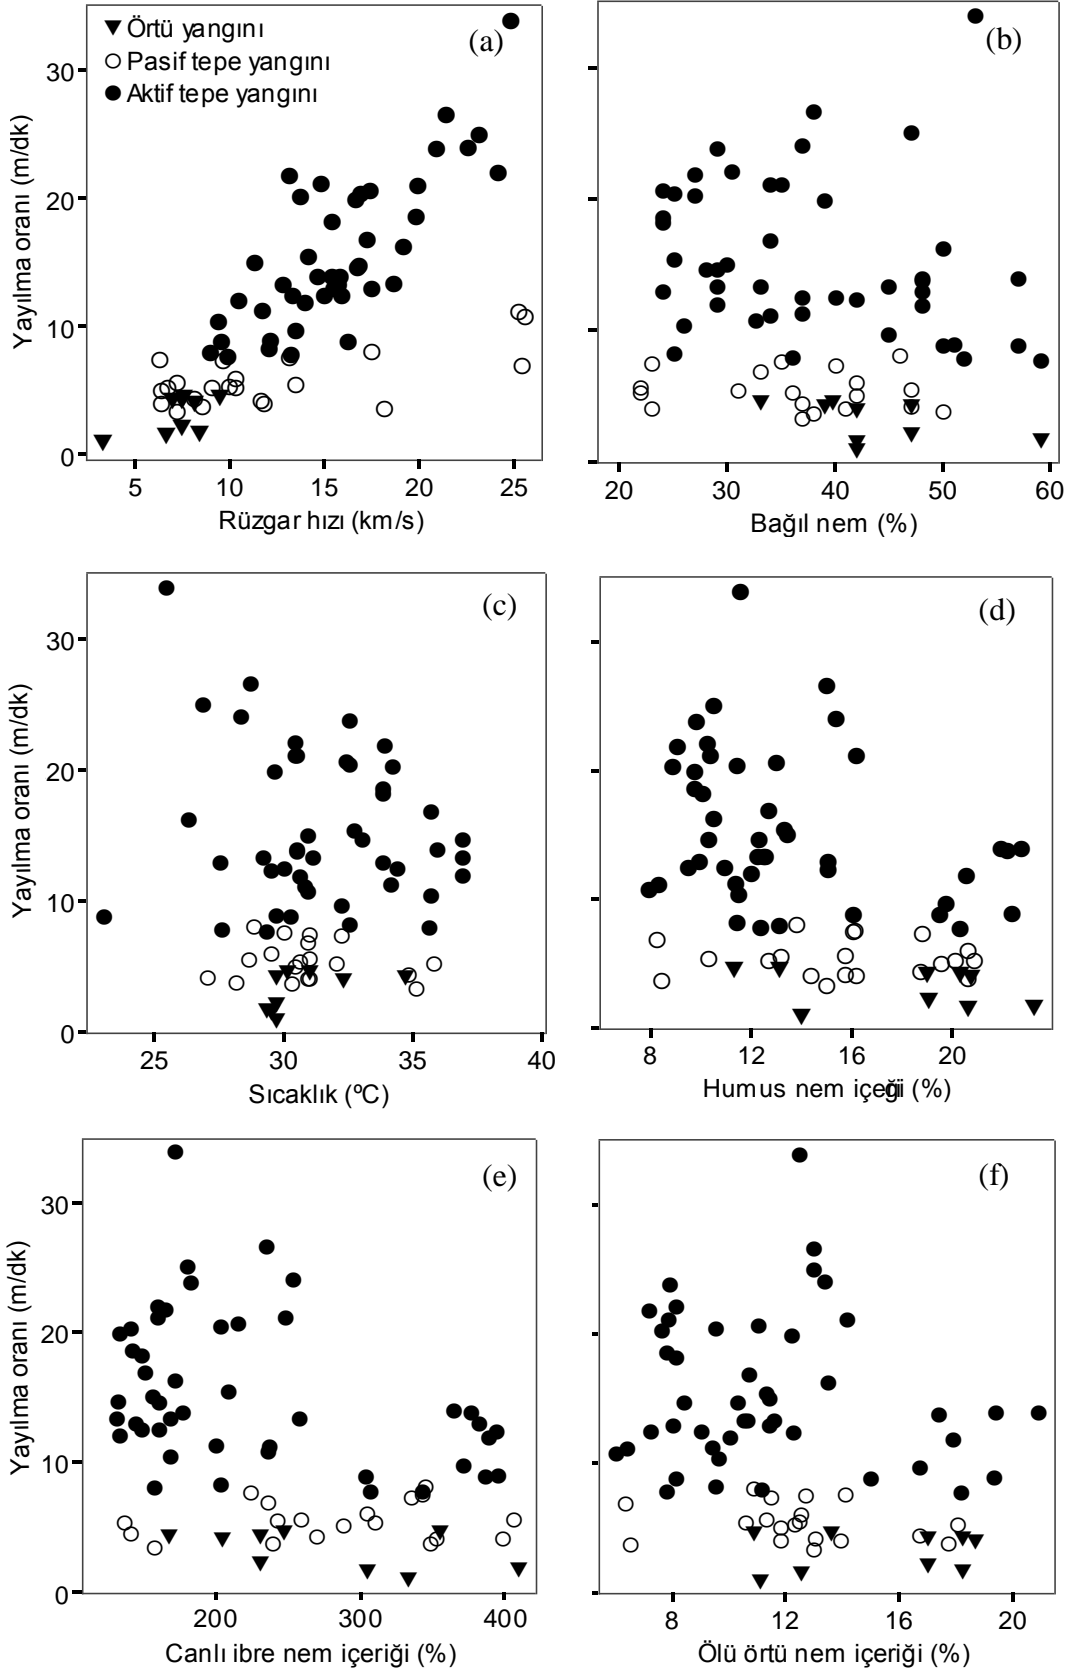 Örtü yangını
Pasif tepe yangını
Aktif tepe yangını
(a)
30
20
10
0
Yayılma oranı (m/dk)
5 10 15 20 25
Rüzgar hızı (km/s)
(b)
20 30 40 50 60
Bağıl nem (%)
(c)
30
20
10
0
Yayılma oranı (m/dk)
25 30 35 40
Sıcaklık (ºC)
(d)
8 12 16 20
Humus nem içeği (%)
(e)
30
20
10
0
Yayılma oranı (m/dk)
200 300 400
Canlı ibre nem içeriği (%)
(f)
8 12 16 20
Ölü örtü nem içeriği (%)